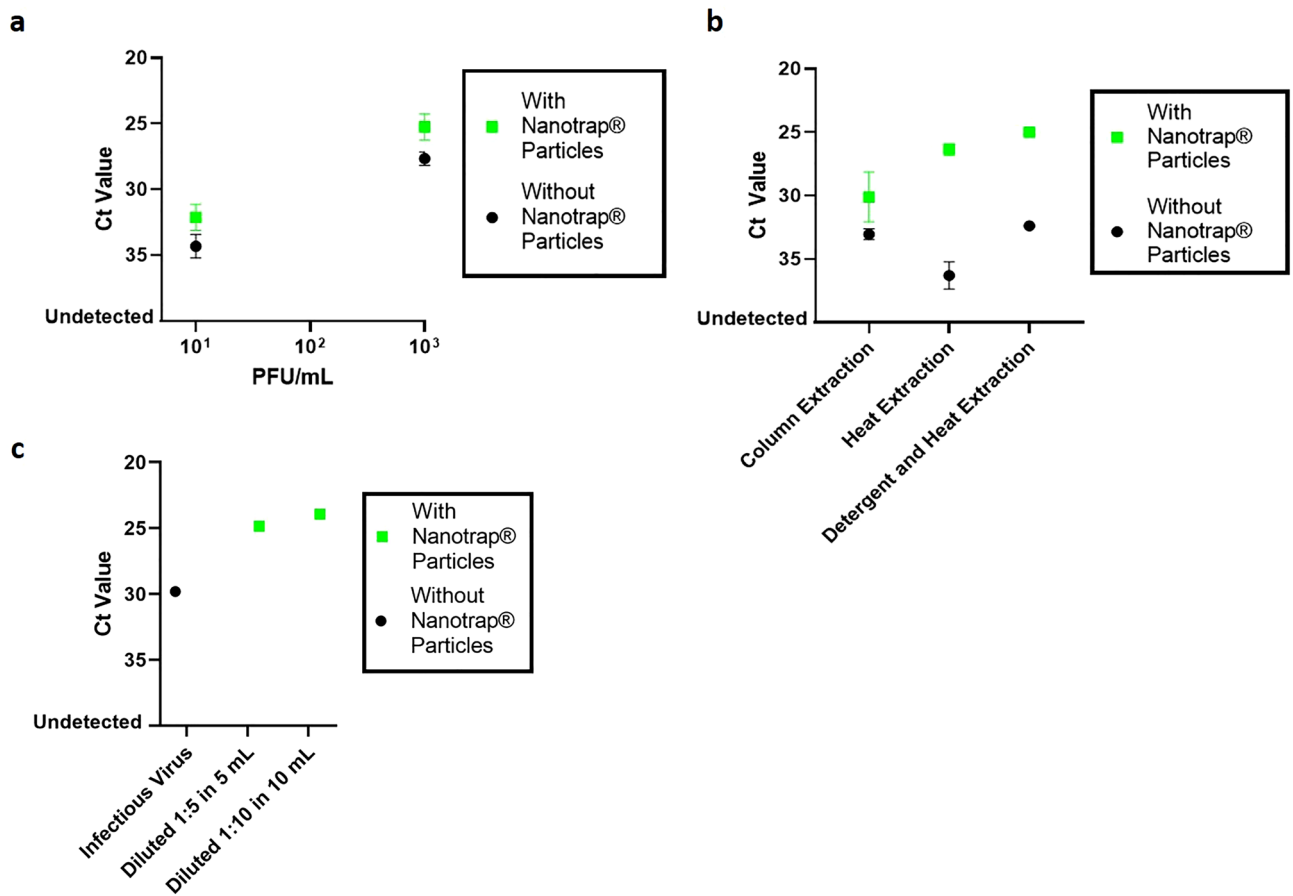 a
20
25
30
35
Undetected
Ct Value
10¹
10²
10³
PFU/mL
With
Nanotrap®
Particles
Without
Nanotrap®
Particles
b
20
25
30
35
Undetected
Ct Value
Column Extraction
Heat Extraction
Detergent and Heat Extraction
With
Nanotrap®
Particles
Without
Nanotrap®
Particles
c
20
25
30
35
Undetected
Ct Value
Infectious Virus
Diluted 1:5 in 5 mL
Diluted 1:10 in 10 mL
With
Nanotrap®
Particles
Without
Nanotrap®
Particles